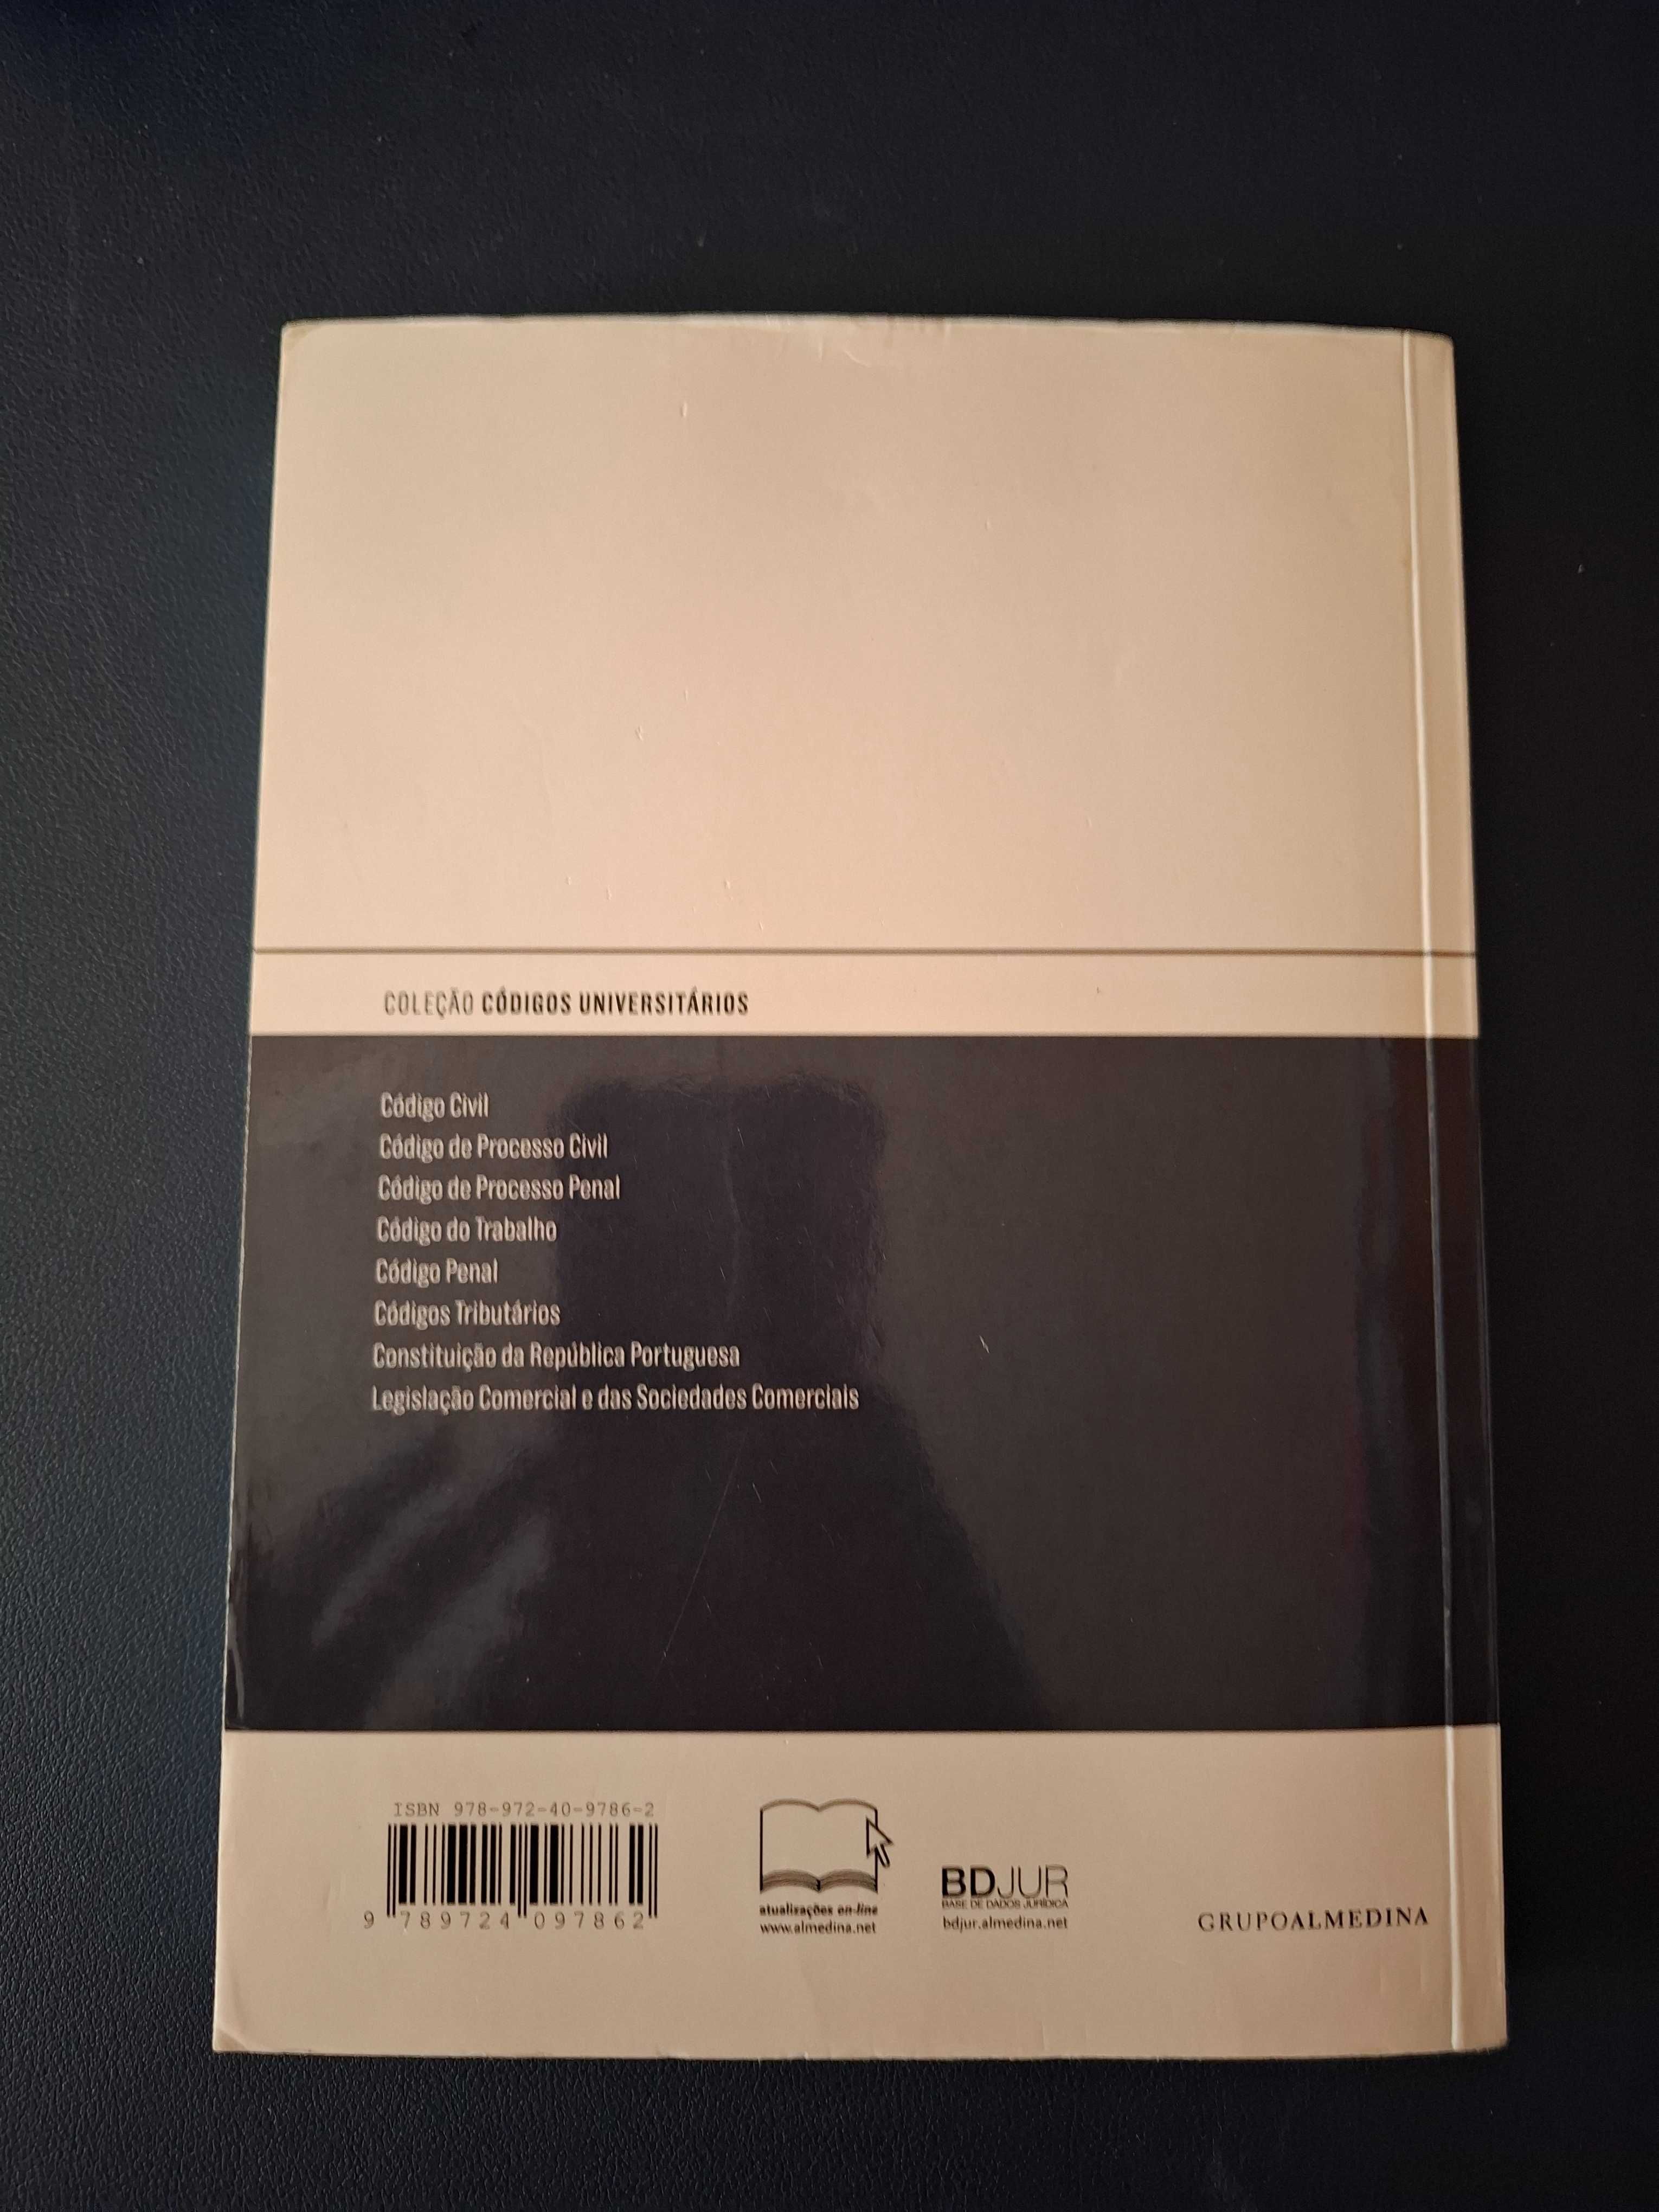 COLEÇÃO CÓDIGOS UNIVERSITÁRIOS
Código Civil
Código de Processo Civil
Código de Processo Penal
Código do Trabalho
Código Penal
Códigos Tributários
Constituição da República Portuguesa
Legislação Comercial e das Sociedades Comerciais
ISBN 978-972-40-9786-2
9 789724 097862
atualizações on-line
www.almedina.net
BDJUR
BASE DE DADOS JURÍDICA
bdjur.almedina.net
GRUPOALMEDINA